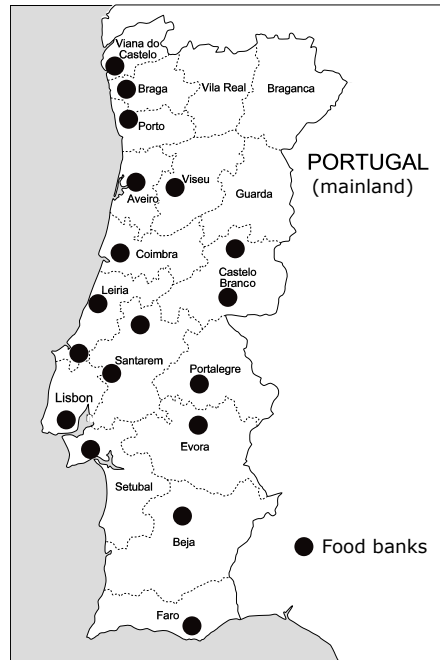 Viana do
Castelo
Braga
Vila Real
Braganca
Porto
PORTUGAL
(mainland)
Viseu
Aveiro
Guarda
Coimbra
Castelo
Branco
Leiria
Santarem
Portalegre
Lisbon
Evora
Setubal
Beja
Food banks
Faro